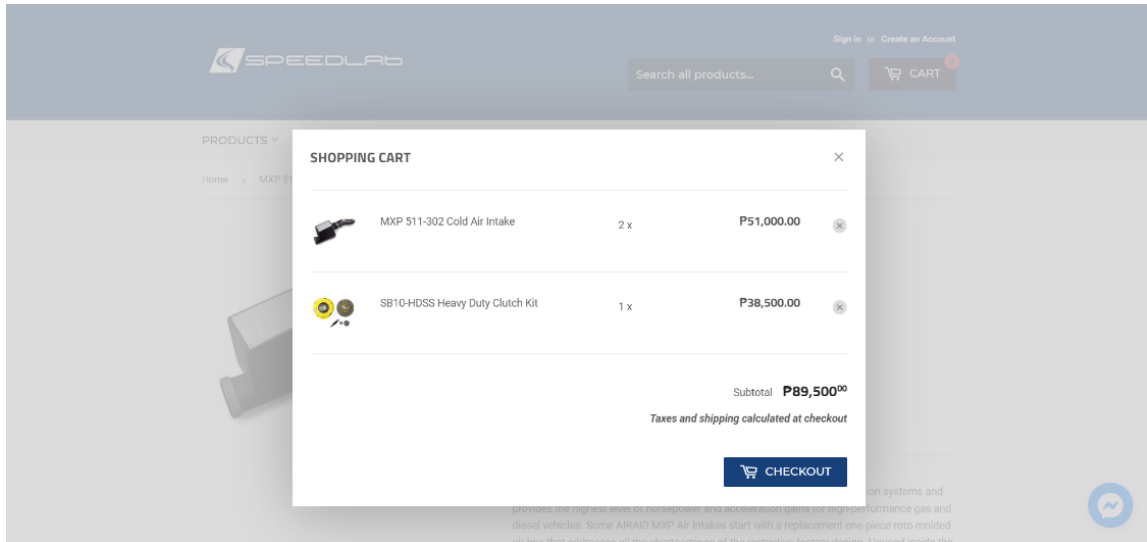 Sign in or Create an Account
SPEEDLAB
Search all products...
CART
PRODUCTS
Home › MXP 51
SHOPPING CART
MXP 511-302 Cold Air Intake 2 x ₱51,000.00
SB10-HDSS Heavy Duty Clutch Kit 1 x ₱38,500.00
Subtotal ₱89,500⁰⁰
Taxes and shipping calculated at checkout
CHECKOUT
ion systems and
provides the highest level of horsepower and acceleration gains for high-performance gas and
diesel vehicles. Some AIRAID MXP Air Intakes start with a replacement one-piece roto-molded